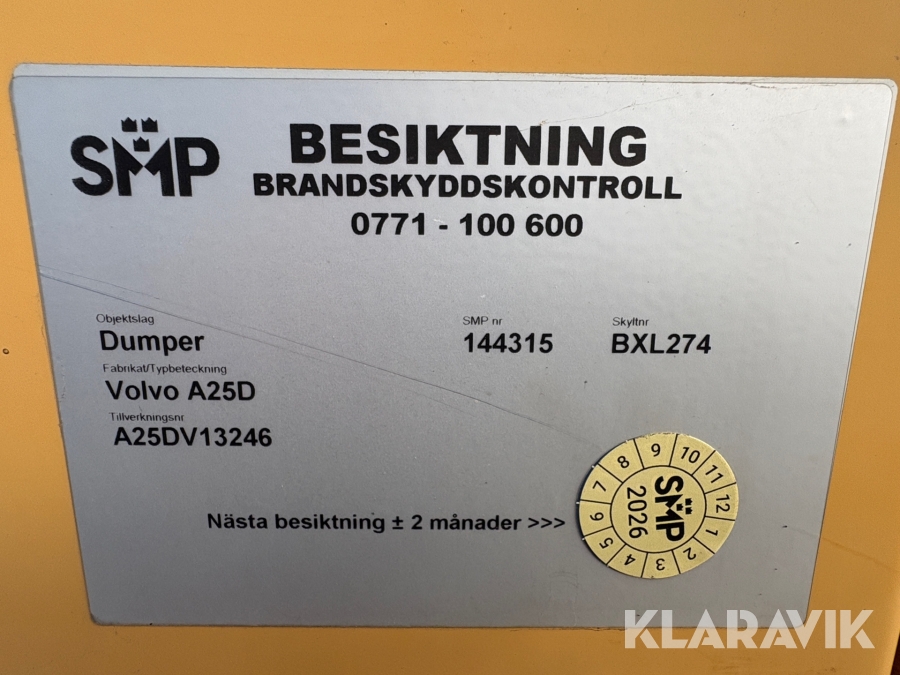 SMP
BESIKTNING
BRANDSKYDDSKONTROLL
0771 - 100 600
Objektslag
Dumper
SMP nr
144315
Skyltnr
BXL274
Fabrikat/Typbeteckning
Volvo A25D
Tillverkningsnr
A25DV13246
Nästa besiktning ± 2 månader >>>
1 2 3 4 5 6 7 8 9 10 11 12
SMP
2026
KLARAVIK